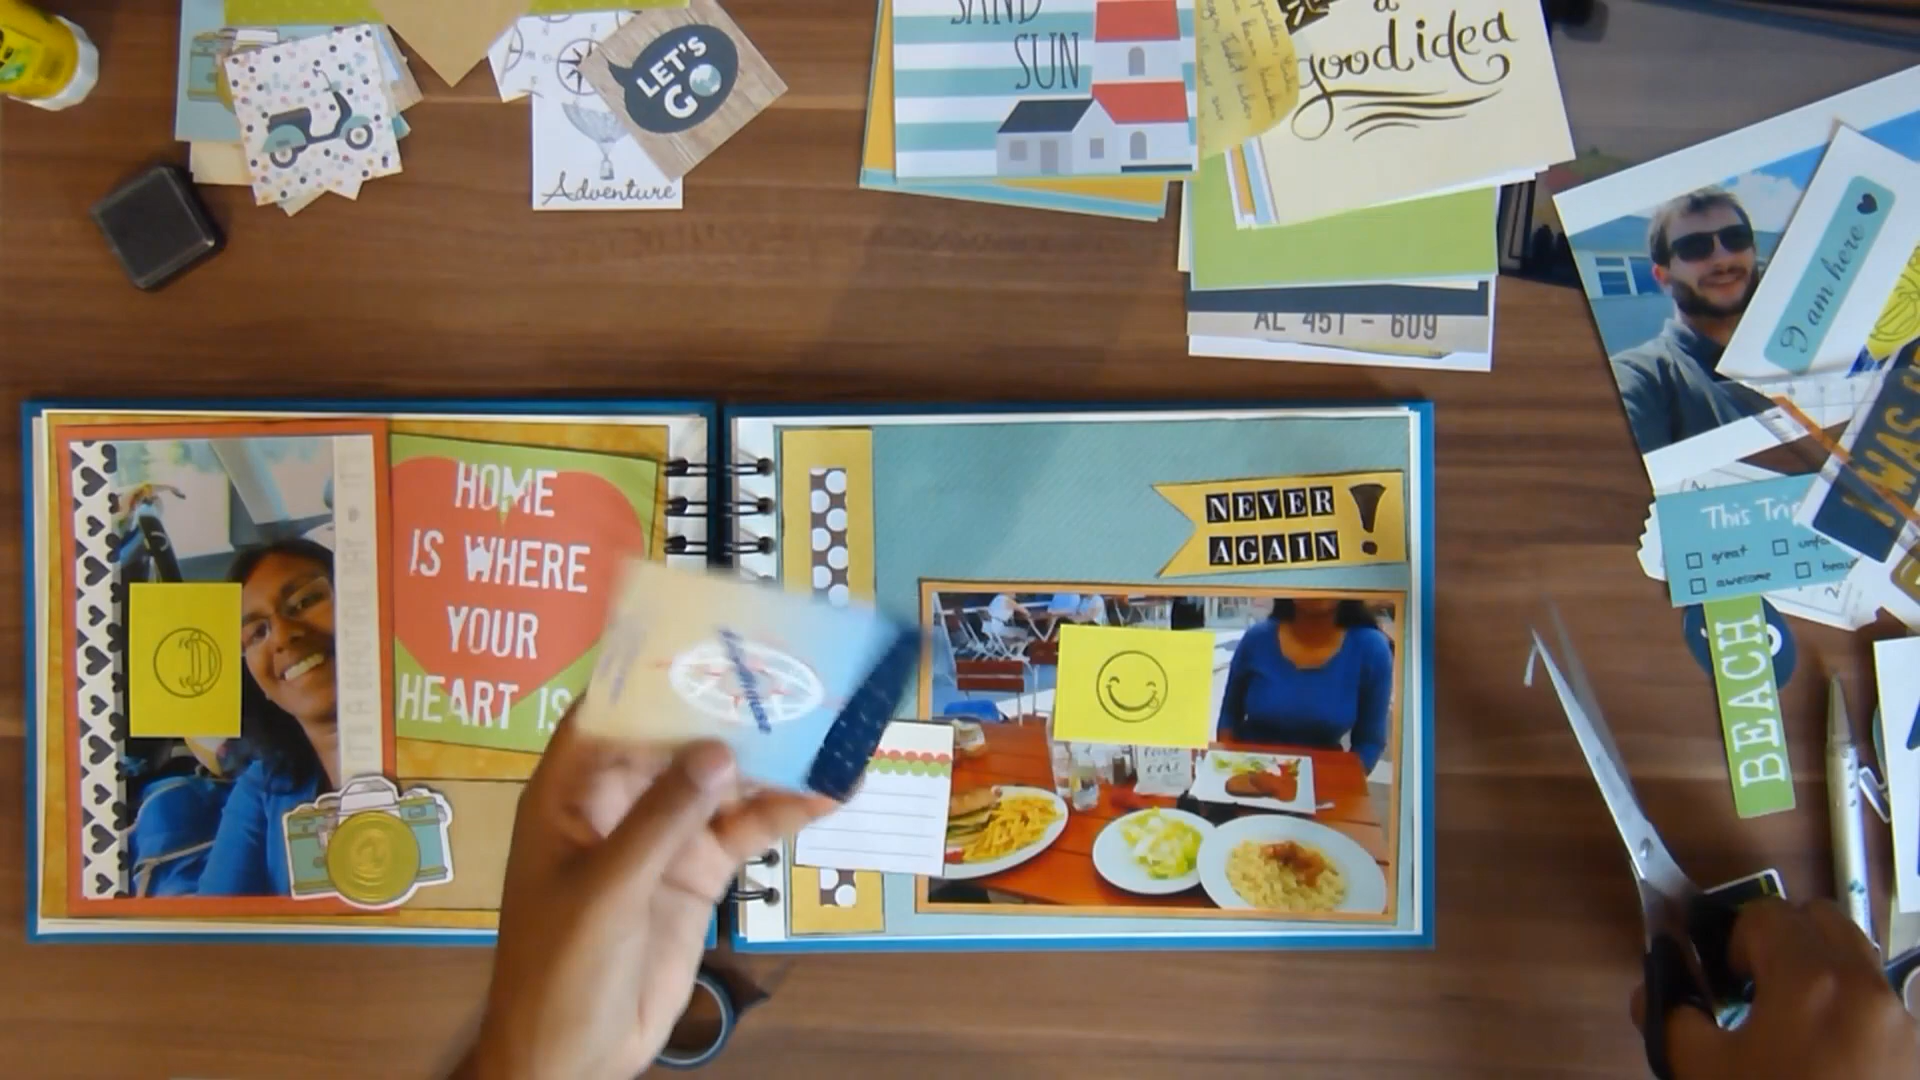 LET'S
GO
Adventure
SAND
SUN
a
good idea
AL 451 - 609
I am here
I WAS
This Trip
great
awesome
BEACH
HOME
IS WHERE
YOUR
HEART IS
NEVER
AGAIN!